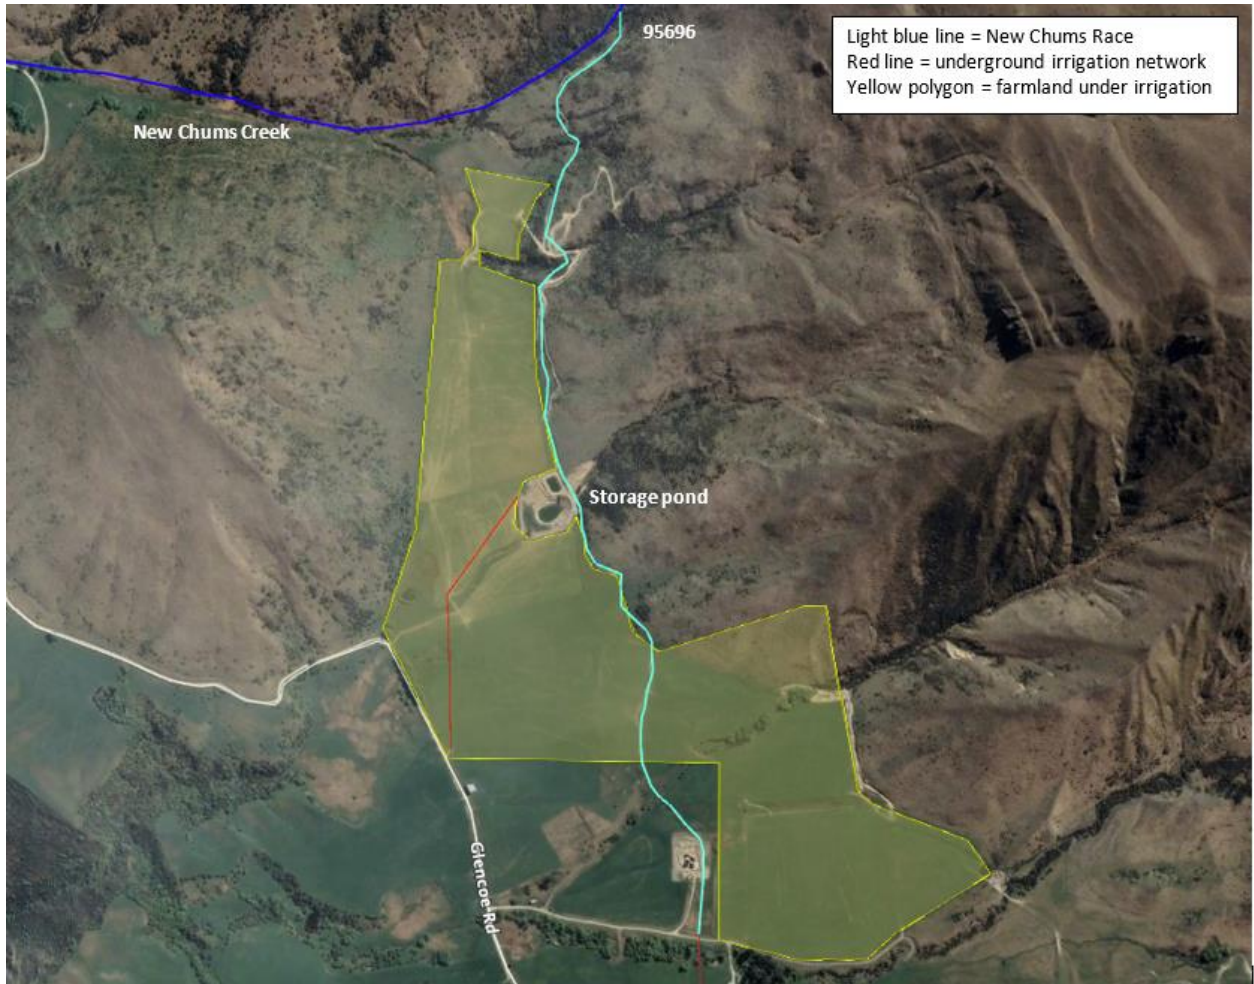 95696
Light blue line = New Chums Race
Red line = underground irrigation network
Yellow polygon = farmland under irrigation
New Chums Creek
Storage pond
Glencoe Rd